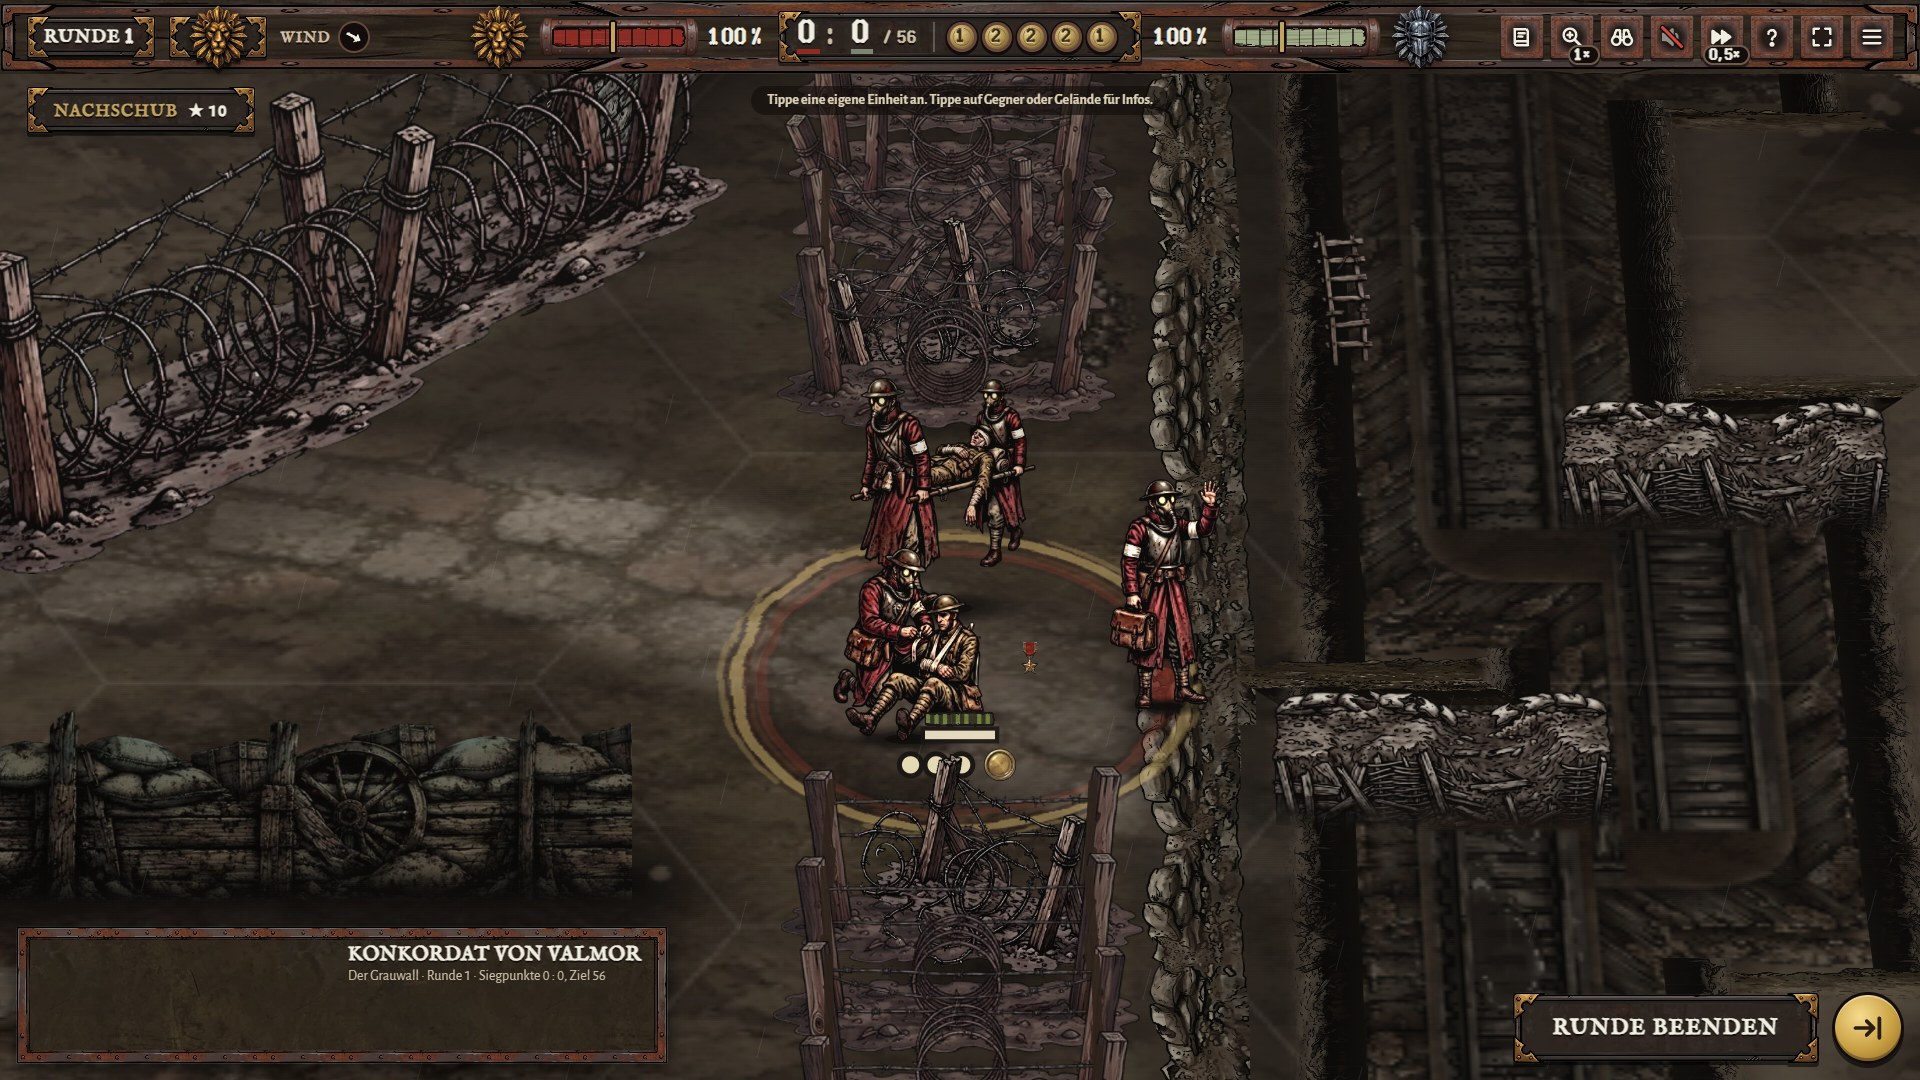 RUNDE 1
WIND
100 %
0 : 0 / 56
1 2 2 2 1
100 %
1×
0,5×
?
NACHSCHUB ★ 10
Tippe eine eigene Einheit an. Tippe auf Gegner oder Gelände für Infos.
KONKORDAT VON VALMOR
Der Grauwall · Runde 1 · Siegpunkte 0 : 0, Ziel 56
RUNDE BEENDEN